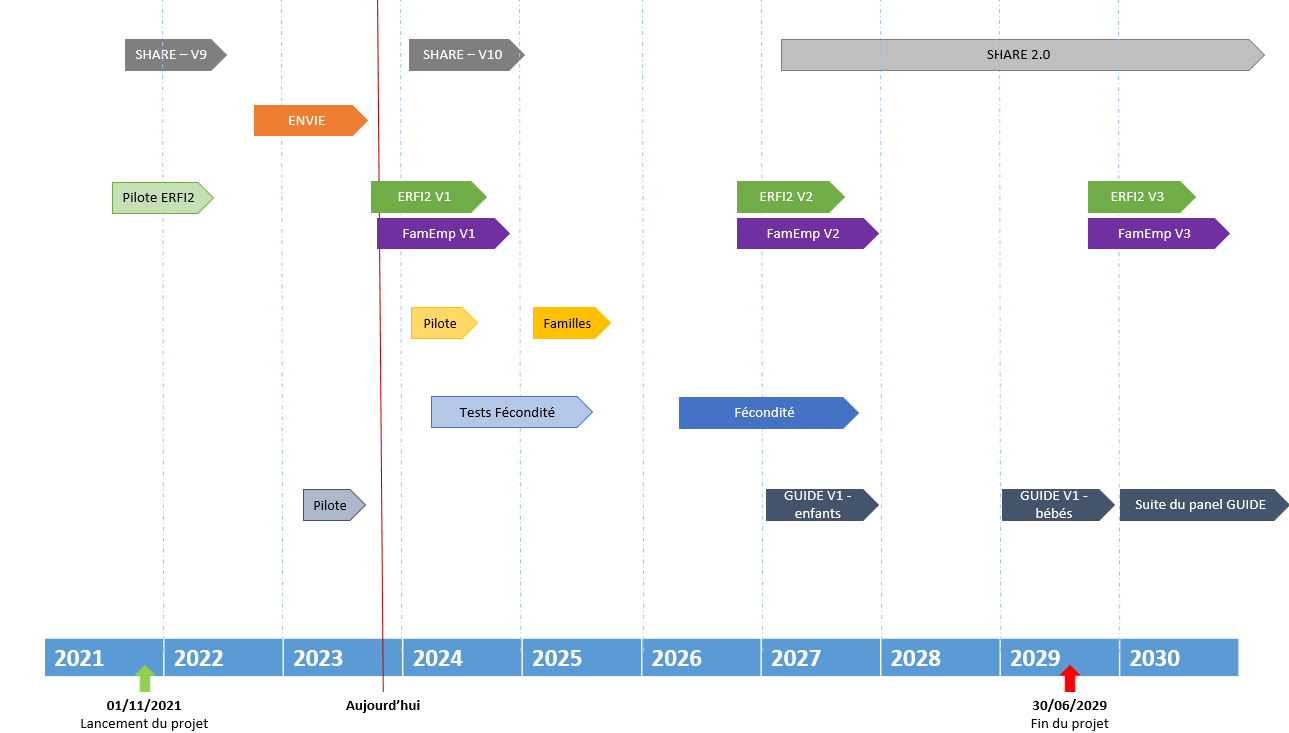 SHARE – V9
SHARE – V10
SHARE 2.0
ENVIE
Pilote ERFI2
ERFI2 V1
ERFI2 V2
ERFI2 V3
FamEmp V1
FamEmp V2
FamEmp V3
Pilote
Familles
Tests Fécondité
Fécondité
Pilote
GUIDE V1 -
enfants
GUIDE V1 -
bébés
Suite du panel GUIDE
2021 2022 2023 2024 2025 2026 2027 2028 2029 2030
01/11/2021
Lancement du projet
Aujourd’hui
30/06/2029
Fin du projet